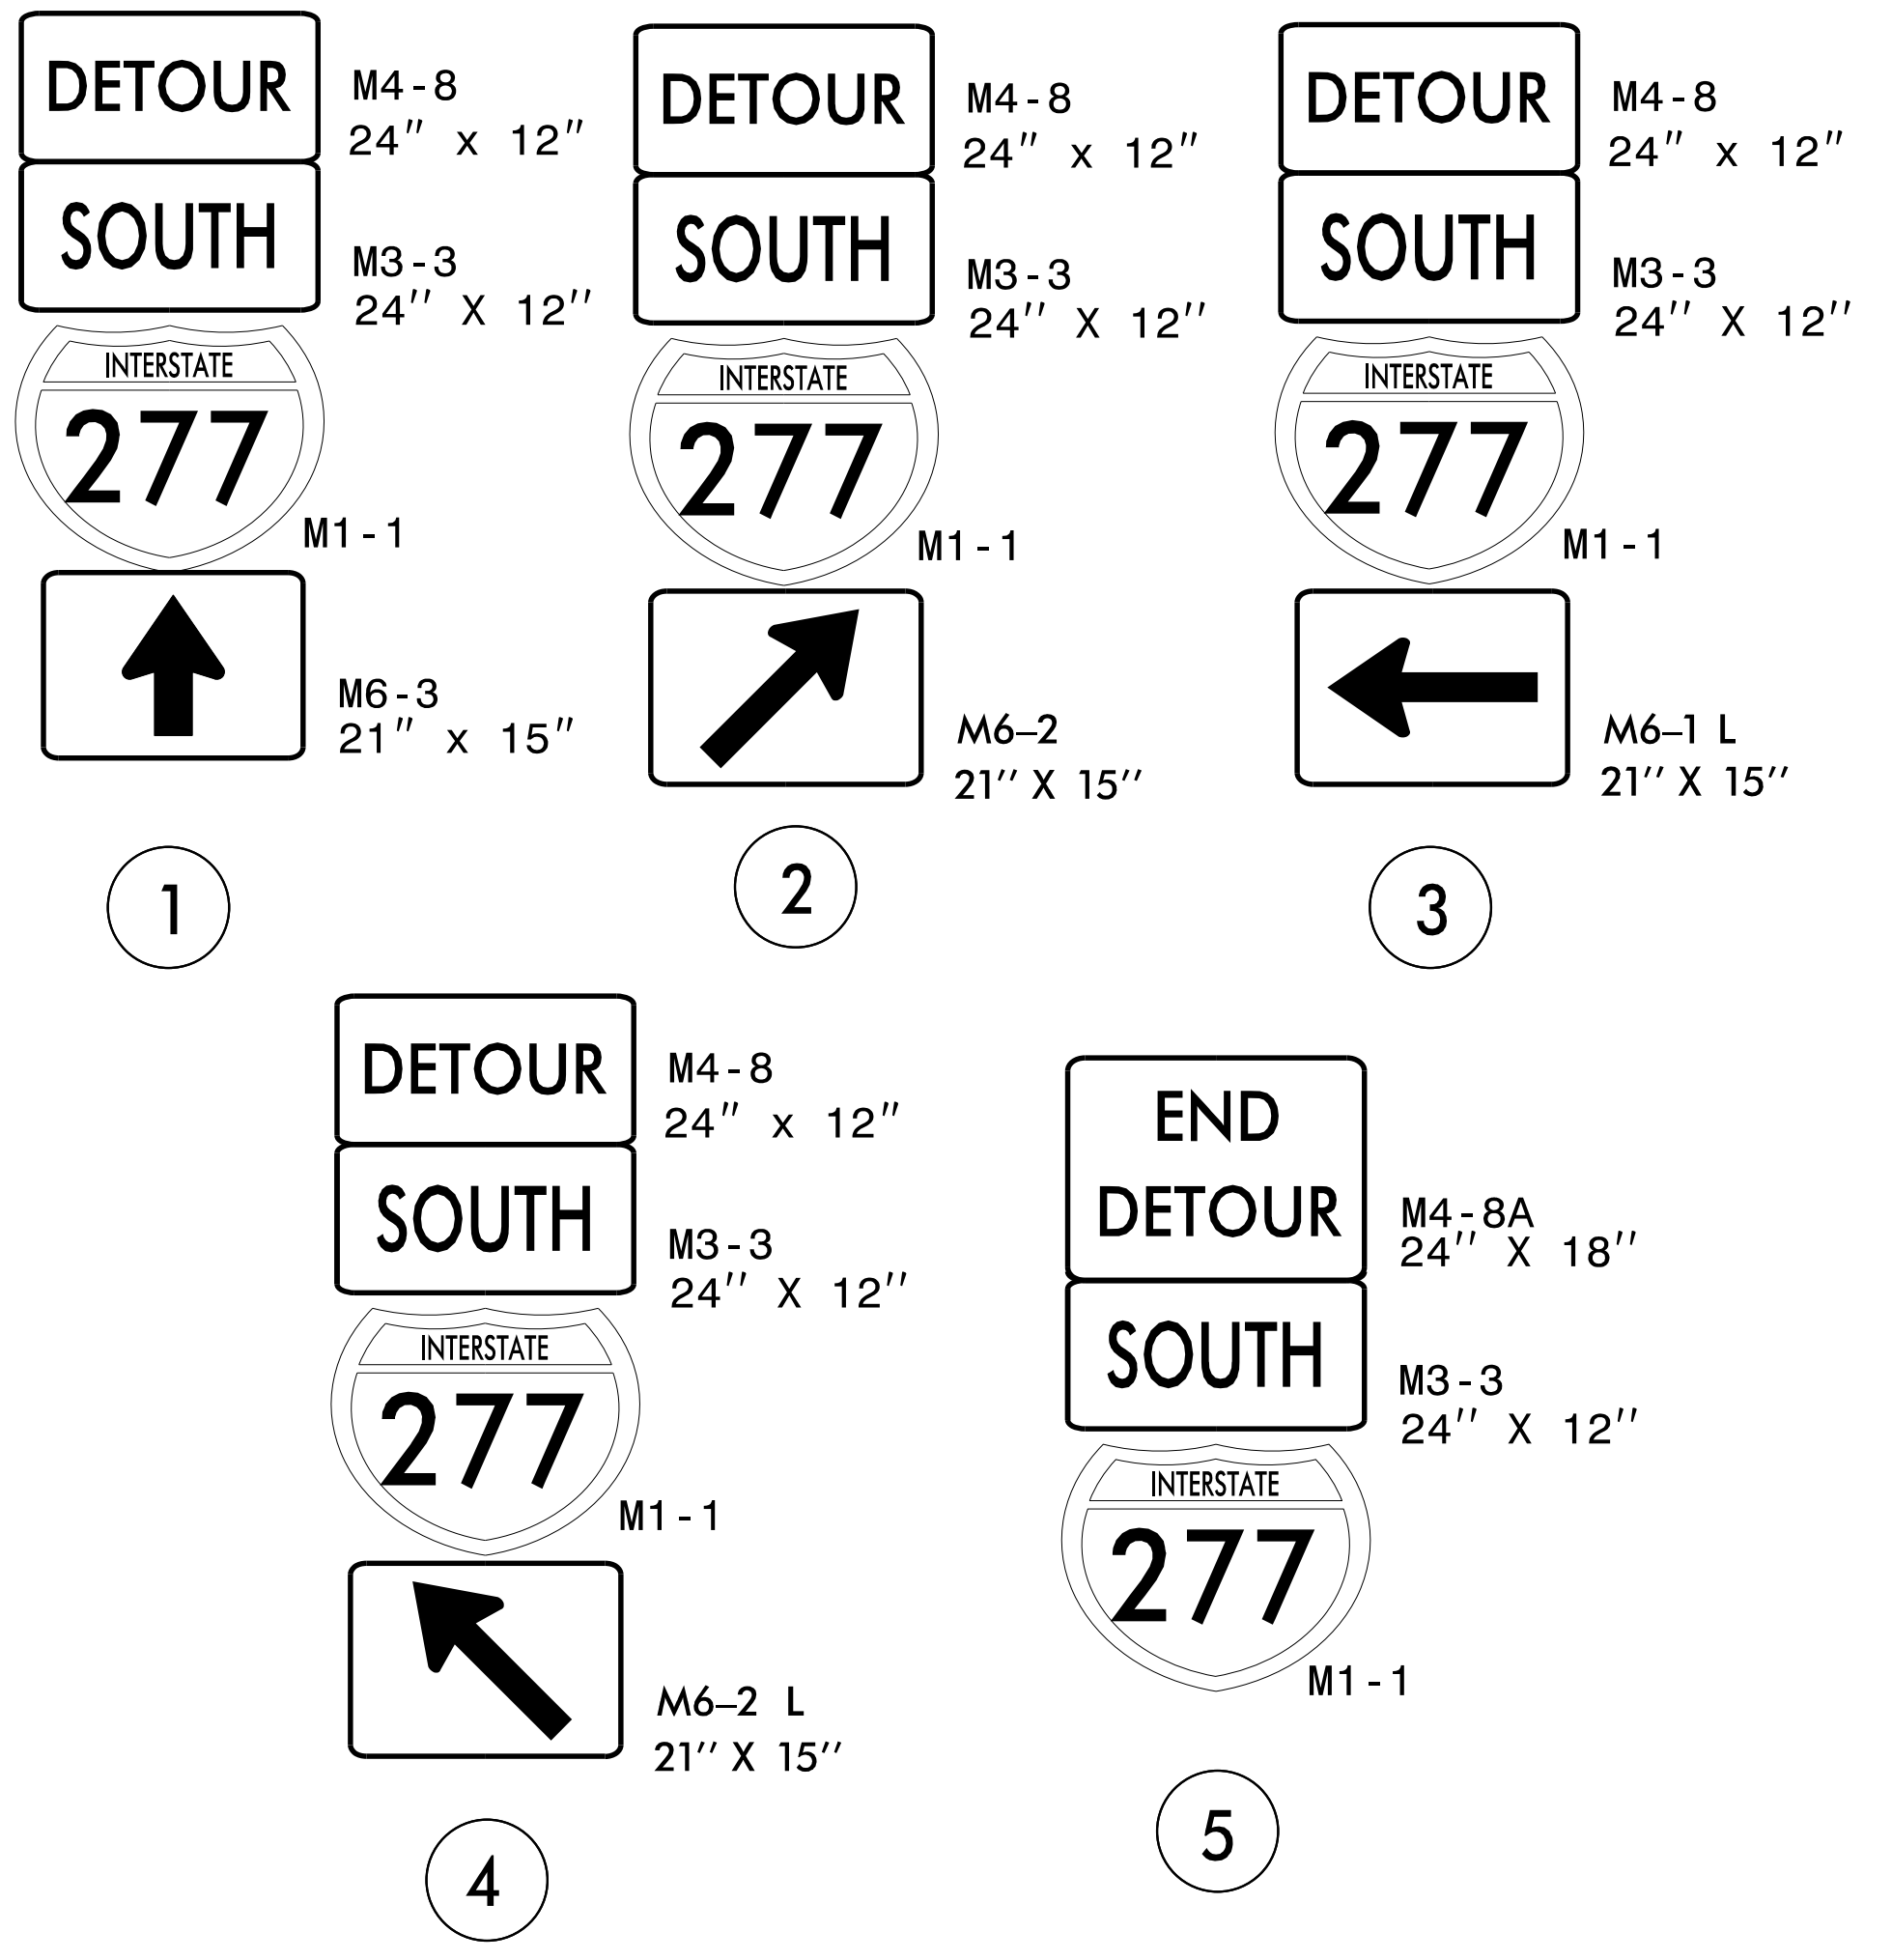 DETOUR
M4-8
24" x 12"
SOUTH
M3-3
24'' X 12''
INTERSTATE
277
M1-1
M6-3
21" x 15"
1
DETOUR
M4-8
24" x 12"
SOUTH
M3-3
24'' X 12''
INTERSTATE
277
M1-1
M6–2
21'' X 15''
2
DETOUR
M4-8
24" x 12"
SOUTH
M3-3
24'' X 12''
INTERSTATE
277
M1-1
M6–1 L
21'' X 15''
3
DETOUR
M4-8
24" x 12"
SOUTH
M3-3
24'' X 12''
INTERSTATE
277
M1-1
M6–2 L
21'' X 15''
4
END
DETOUR
M4-8A
24'' X 18''
SOUTH
M3-3
24'' X 12''
INTERSTATE
277
M1-1
5